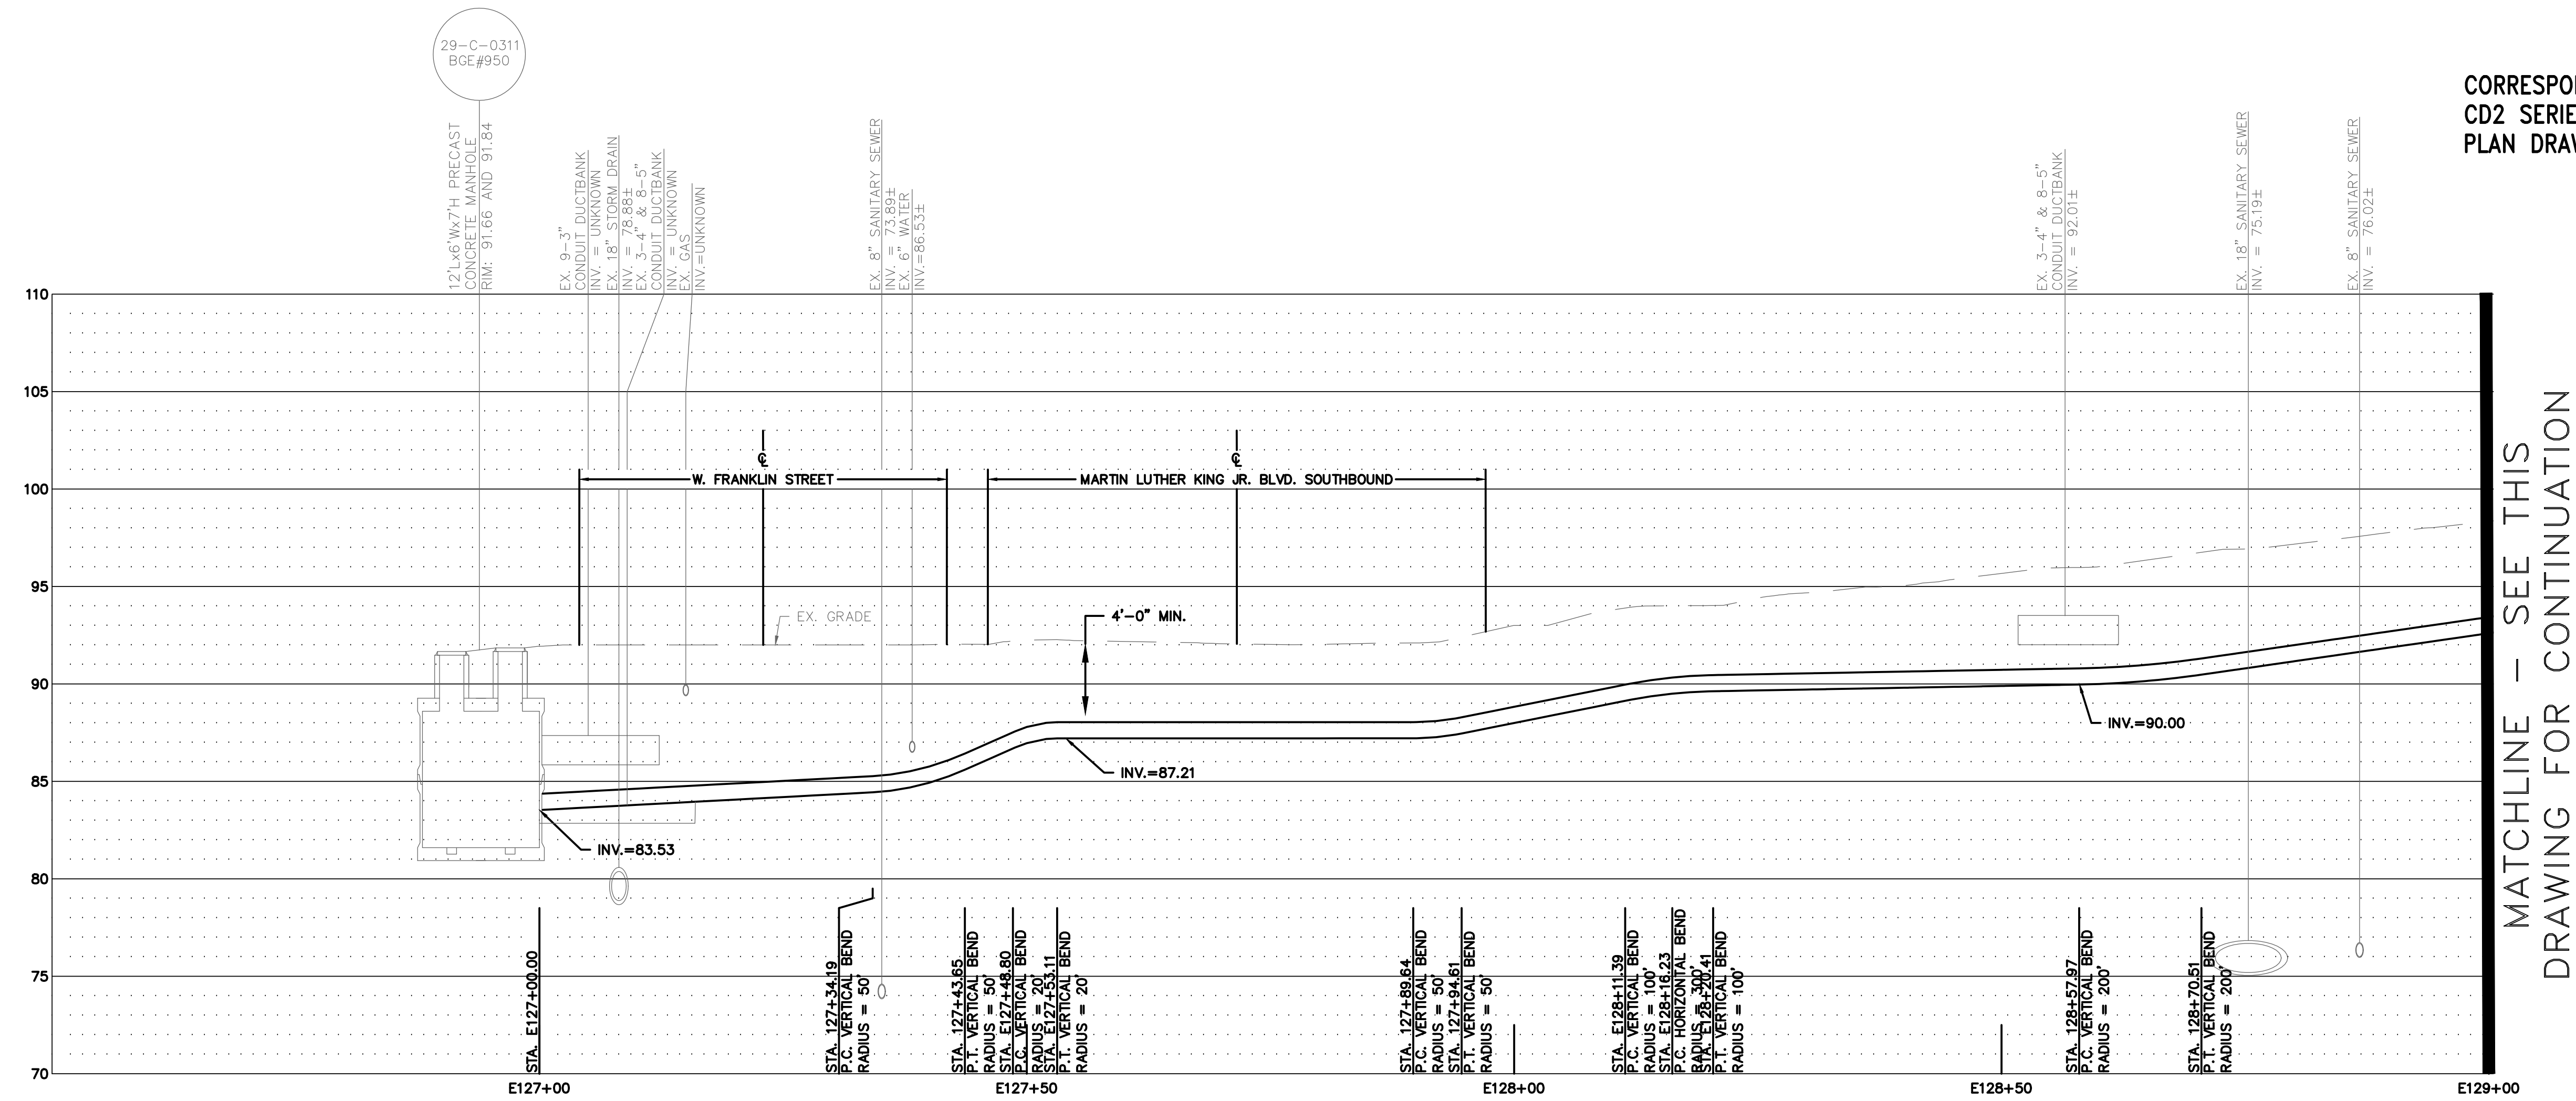 29-C-0311
BGE#950
CORRESPO
CD2 SERIE
PLAN DRAW
12'Lx6'Wx7'H PRECAST
CONCRETE MANHOLE
RIM: 91.66 AND 91.84
EX. 9-3"
CONDUIT DUCTBANK
INV. = UNKNOWN
EX. 18" STORM DRAIN
INV. = 78.88±
EX. 3-4" & 8-5"
CONDUIT DUCTBANK
INV. = UNKNOWN
EX. GAS
INV.=UNKNOWN
EX. 8" SANITARY SEWER
INV. = 73.89±
EX. 6" WATER
INV.=86.53±
EX. 3-4" & 8-5"
CONDUIT DUCTBANK
INV. = 92.01±
EX. 18" SANITARY SEWER
INV. = 75.19±
EX. 8" SANITARY SEWER
INV. = 76.02±
110
105
100
95
90
85
80
75
70
W. FRANKLIN STREET
MARTIN LUTHER KING JR. BLVD. SOUTHBOUND
EX. GRADE
4'-0" MIN.
INV.=83.53
INV.=87.21
INV.=90.00
STA. E127+00.00
STA. 127+34.19
P.C. VERTICAL BEND
RADIUS = 50'
STA. 127+43.65
P.T. VERTICAL BEND
RADIUS = 50'
STA. E127+48.80
P.C. VERTICAL BEND
RADIUS = 20'
STA. E127+53.11
P.T. VERTICAL BEND
RADIUS = 20'
STA. 127+89.64
P.C. VERTICAL BEND
RADIUS = 50'
STA. 127+94.61
P.T. VERTICAL BEND
RADIUS = 50'
STA. E128+11.39
P.C. VERTICAL BEND
RADIUS = 100'
STA. E128+16.23
P.C. HORIZONTAL BEND
RADIUS = 300'
STA. E128+20.41
P.T. VERTICAL BEND
RADIUS = 100'
STA. 128+57.97
P.C. VERTICAL BEND
RADIUS = 200'
STA. 128+70.51
P.T. VERTICAL BEND
RADIUS = 200'
E127+00
E127+50
E128+00
E128+50
E129+00
MATCHLINE - SEE THIS
DRAWING FOR CONTINUATION